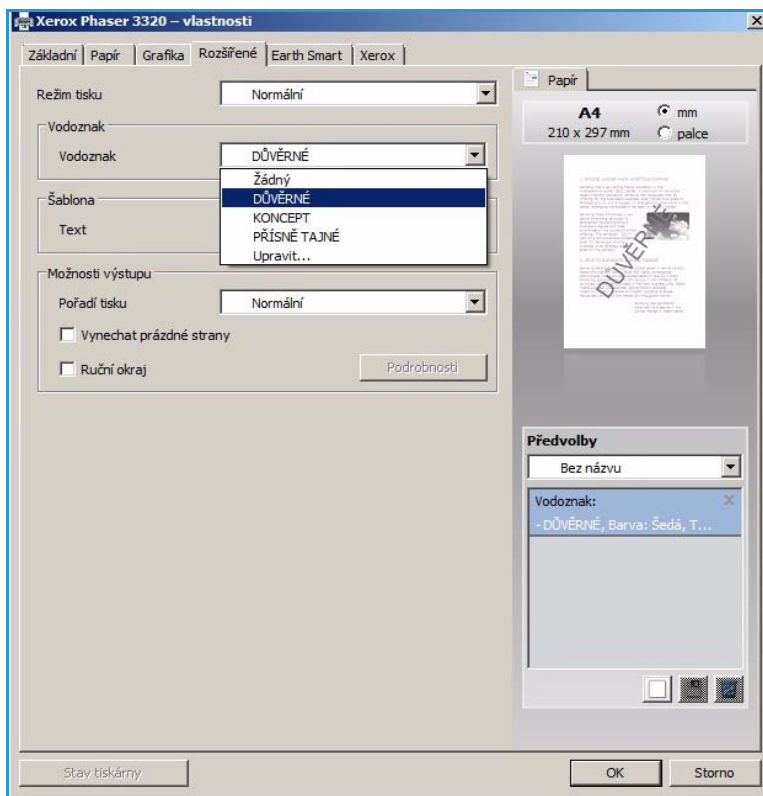 Xerox Phaser 3320 – vlastnosti
Základní Papír Grafika Rozšířené Earth Smart Xerox
Režim tisku Normální
Vodoznak
Vodoznak DŮVĚRNÉ
Žádný
DŮVĚRNÉ
KONCEPT
PŘÍSNĚ TAJNÉ
Upravit...
Šablona
Text
Možnosti výstupu
Pořadí tisku Normální
Vynechat prázdné strany
Ruční okraj Podrobnosti
Papír
A4 mm
210 x 297 mm palce
DŮVĚRNÉ
Předvolby
Bez názvu
Vodoznak:
- DŮVĚRNÉ, Barva: Šedá, T...
Stav tiskárny OK Storno